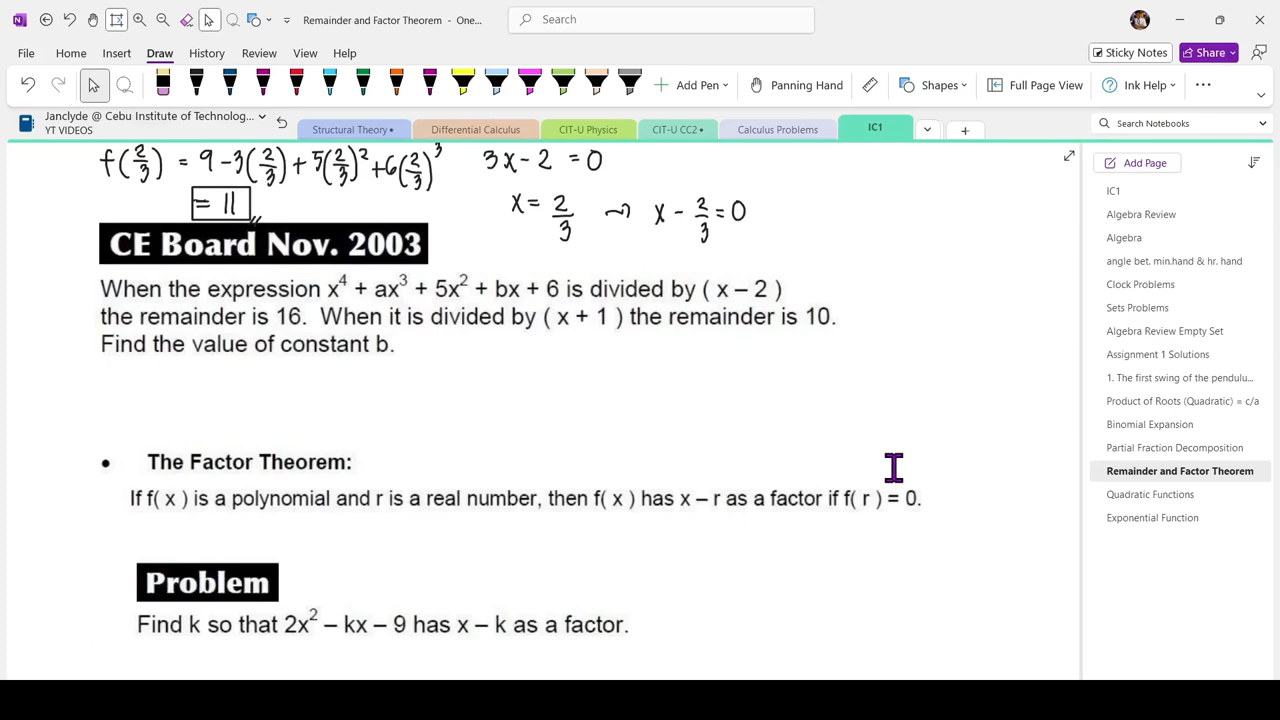 Remainder and Factor Theorem - One...
Search
File Home Insert Draw History Review View Help
Sticky Notes
Share
Add Pen
Panning Hand
Shapes
Full Page View
Ink Help
Janclyde @ Cebu Institute of Technolog...
YT VIDEOS
Structural Theory
Differential Calculus
CIT-U Physics
CIT-U CC2
Calculus Problems
IC1
Search Notebooks
f(2/3) = 9 - 3(2/3) + 5(2/3)² + 6(2/3)³ 3x - 2 = 0
= 11 x = 2/3 → x - 2/3 = 0
CE Board Nov. 2003
When the expression x⁴ + ax³ + 5x² + bx + 6 is divided by ( x – 2 )
the remainder is 16. When it is divided by ( x + 1 ) the remainder is 10.
Find the value of constant b.
• The Factor Theorem:
If f( x ) is a polynomial and r is a real number, then f( x ) has x – r as a factor if f( r ) = 0.
Problem
Find k so that 2x² – kx – 9 has x – k as a factor.
Add Page
IC1
Algebra Review
Algebra
angle bet. min.hand & hr. hand
Clock Problems
Sets Problems
Algebra Review Empty Set
Assignment 1 Solutions
1. The first swing of the pendulu...
Product of Roots (Quadratic) = c/a
Binomial Expansion
Partial Fraction Decomposition
Remainder and Factor Theorem
Quadratic Functions
Exponential Function